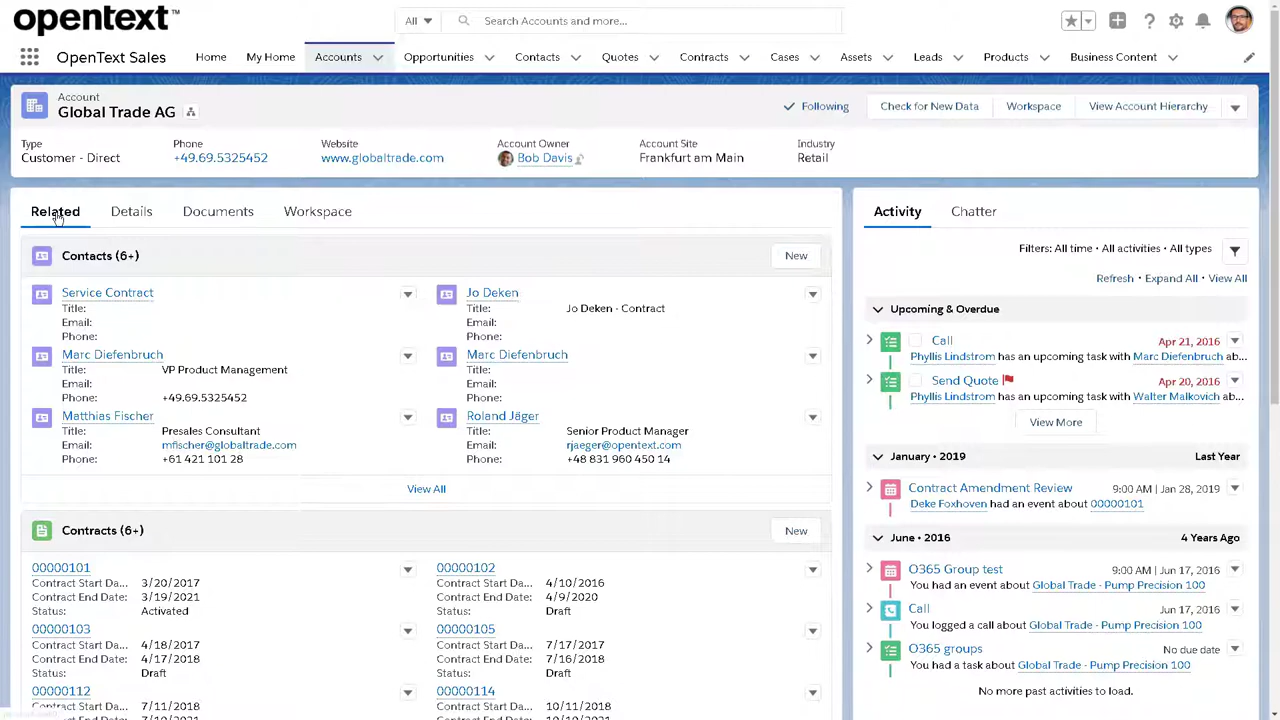 opentext™
All
Search Accounts and more...
OpenText Sales
Home
My Home
Accounts
Opportunities
Contacts
Quotes
Contracts
Cases
Assets
Leads
Products
Business Content
Account
Global Trade AG
Following
Check for New Data
Workspace
View Account Hierarchy
Type
Customer - Direct
Phone
+49.69.5325452
Website
www.globaltrade.com
Account Owner
Bob Davis
Account Site
Frankfurt am Main
Industry
Retail
Related
Details
Documents
Workspace
Contacts (6+)
New
Service Contract
Title:
Email:
Phone:
Jo Deken
Title: Jo Deken - Contract
Email:
Phone:
Marc Diefenbruch
Title: VP Product Management
Email:
Phone: +49.69.5325452
Marc Diefenbruch
Title:
Email:
Phone:
Matthias Fischer
Title: Presales Consultant
Email: mfischer@globaltrade.com
Phone: +61 421 101 28
Roland Jäger
Title: Senior Product Manager
Email: rjaeger@opentext.com
Phone: +48 831 960 450 14
View All
Contracts (6+)
New
00000101
Contract Start Da... 3/20/2017
Contract End Date: 3/19/2021
Status: Activated
00000102
Contract Start Da... 4/10/2016
Contract End Date: 4/9/2020
Status: Draft
00000103
Contract Start Da... 4/18/2017
Contract End Date: 4/17/2018
Status: Draft
00000105
Contract Start Da... 7/17/2017
Contract End Date: 7/16/2018
Status: Draft
00000112
Contract Start Da... 7/11/2018
00000114
Contract Start Da... 10/11/2018
Activity
Chatter
Filters: All time • All activities • All types
Refresh • Expand All • View All
Upcoming & Overdue
Call
Apr 21, 2016
Phyllis Lindstrom has an upcoming task with Marc Diefenbruch ab...
Send Quote
Apr 20, 2016
Phyllis Lindstrom has an upcoming task with Walter Malkovich ab...
View More
January • 2019
Last Year
Contract Amendment Review
9:00 AM | Jan 28, 2019
Deke Foxhoven had an event about 00000101
June • 2016
4 Years Ago
O365 Group test
9:00 AM | Jun 17, 2016
You had an event about Global Trade - Pump Precision 100
Call
Jun 17, 2016
You logged a call about Global Trade - Pump Precision 100
O365 groups
No due date
You had a task about Global Trade - Pump Precision 100
No more past activities to load.